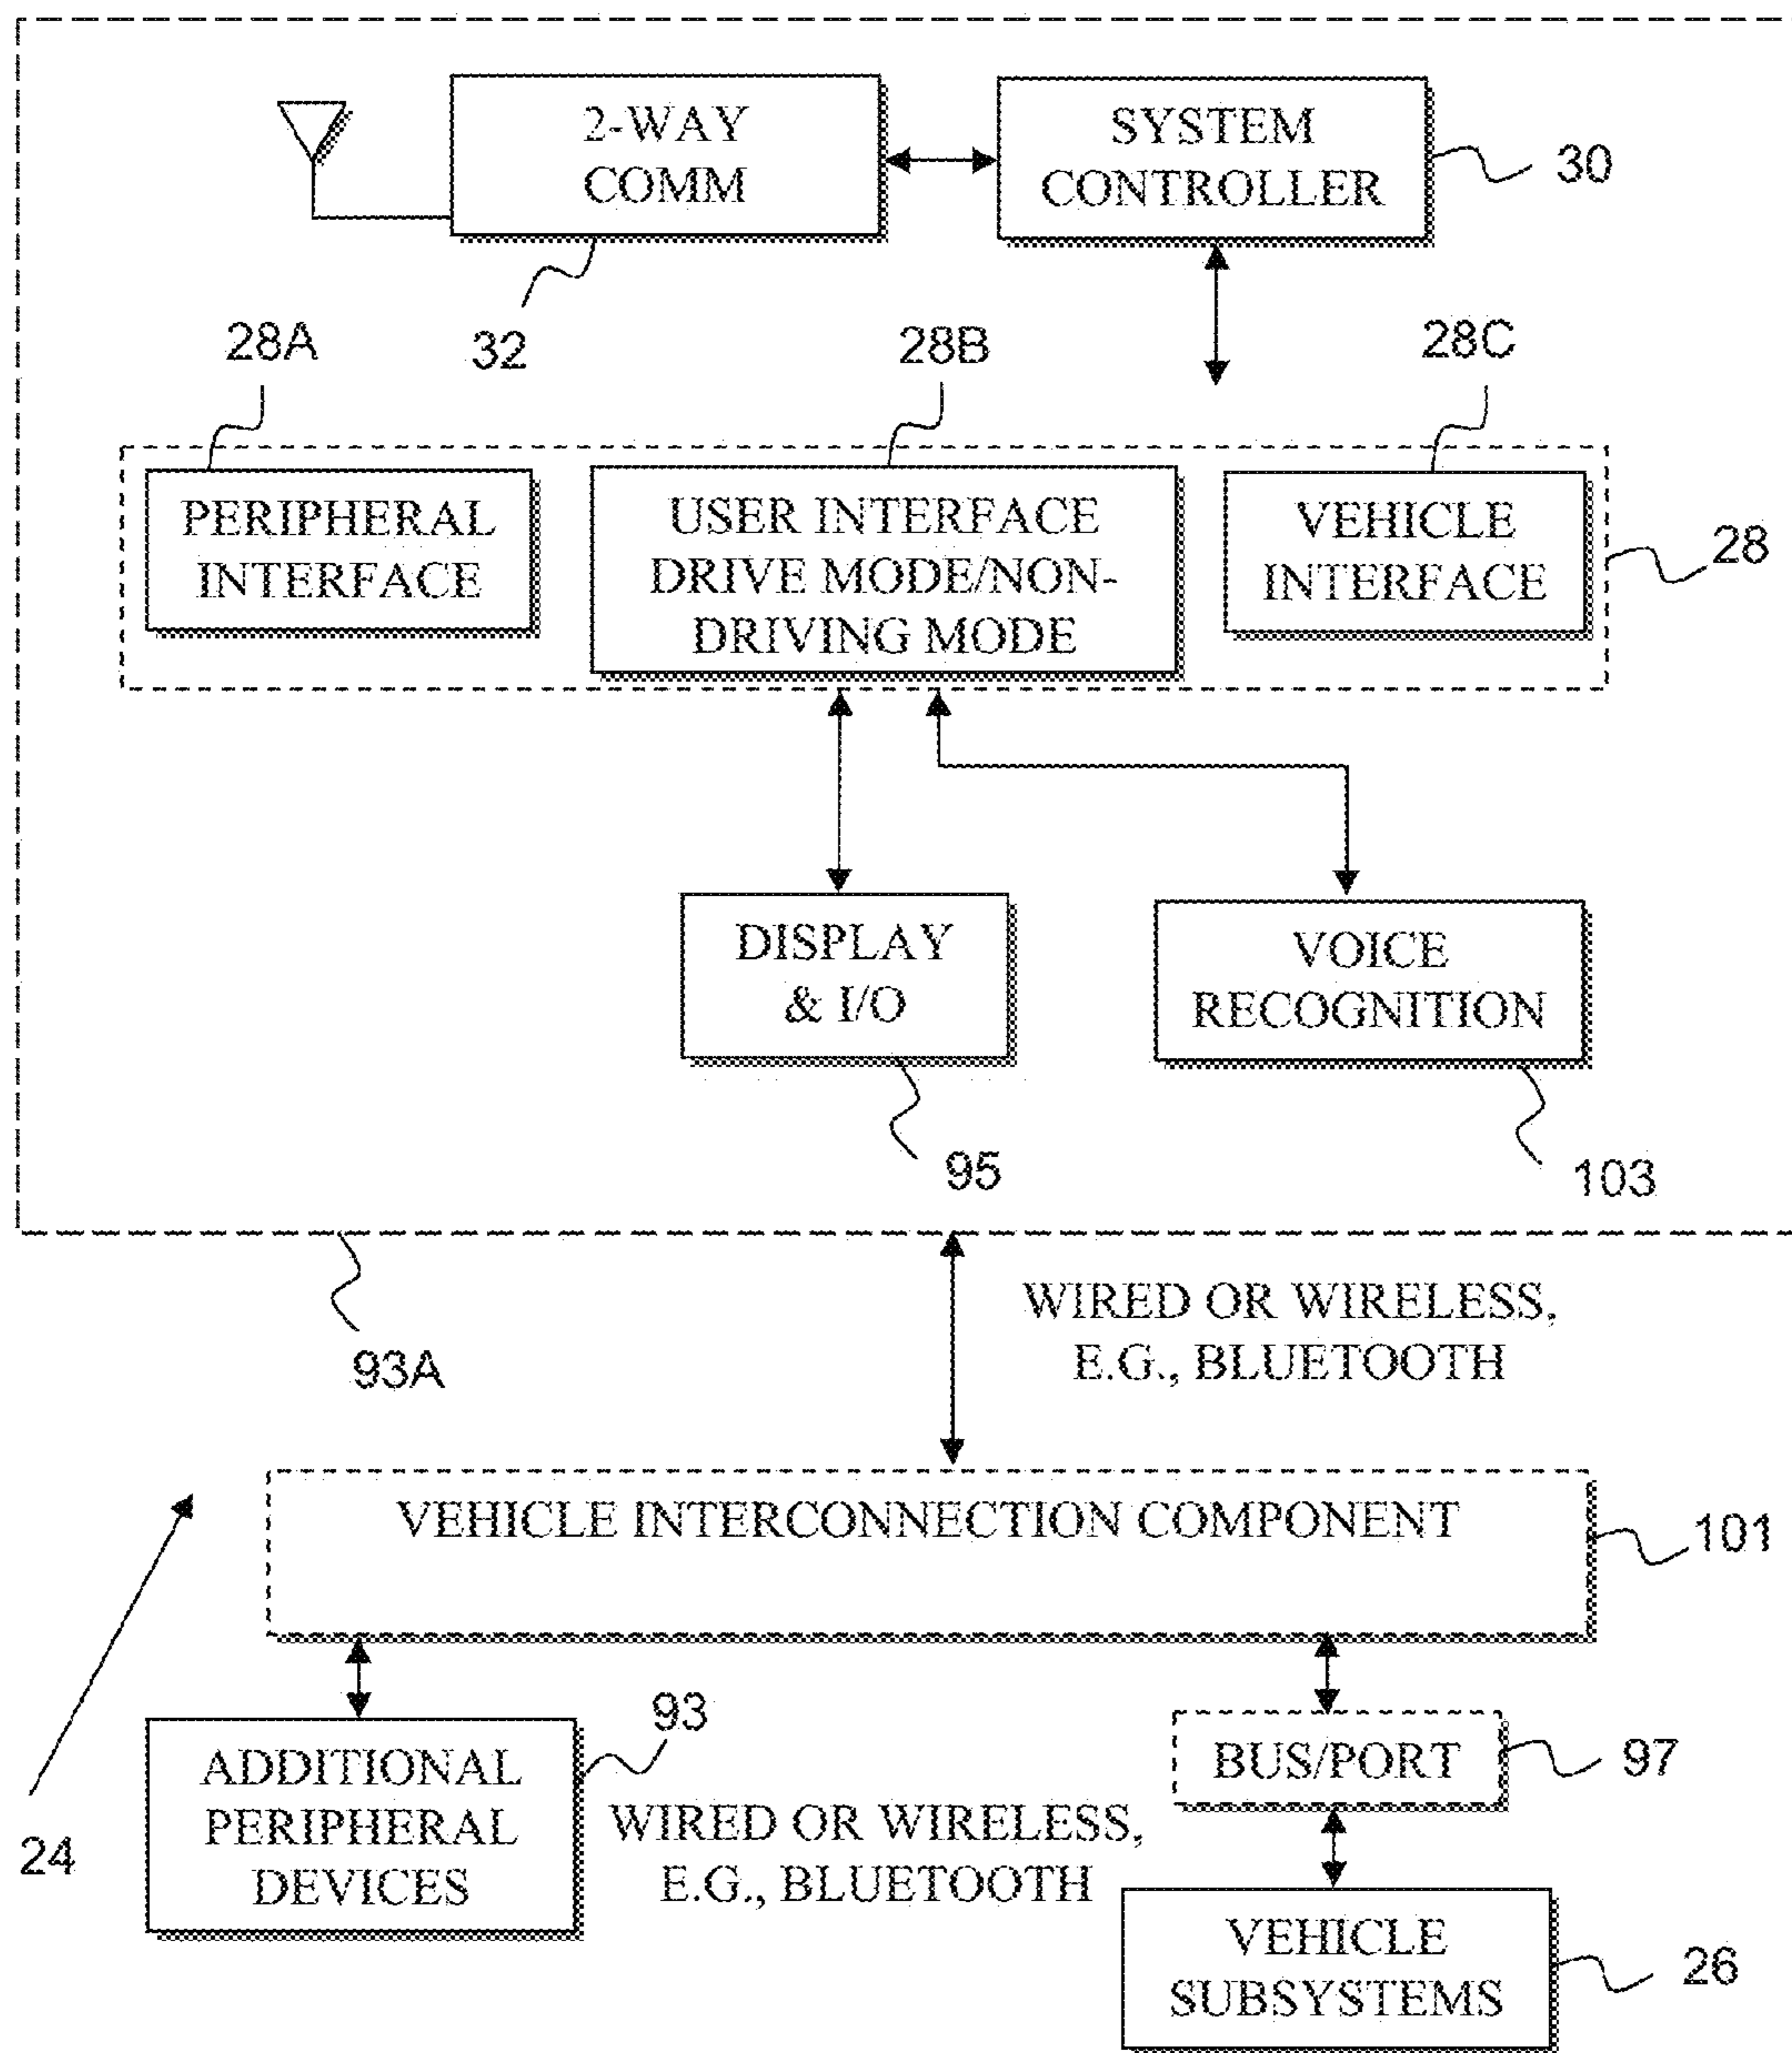 2-WAY
COMM
SYSTEM
CONTROLLER
30
32
28A
28B
28C
PERIPHERAL
INTERFACE
USER INTERFACE
DRIVE MODE/NON-
DRIVING MODE
VEHICLE
INTERFACE
28
DISPLAY
& I/O
VOICE
RECOGNITION
95
103
93A
WIRED OR WIRELESS,
E.G., BLUETOOTH
VEHICLE INTERCONNECTION COMPONENT
101
24
ADDITIONAL
PERIPHERAL
DEVICES
93
WIRED OR WIRELESS,
E.G., BLUETOOTH
BUS/PORT
97
VEHICLE
SUBSYSTEMS
26